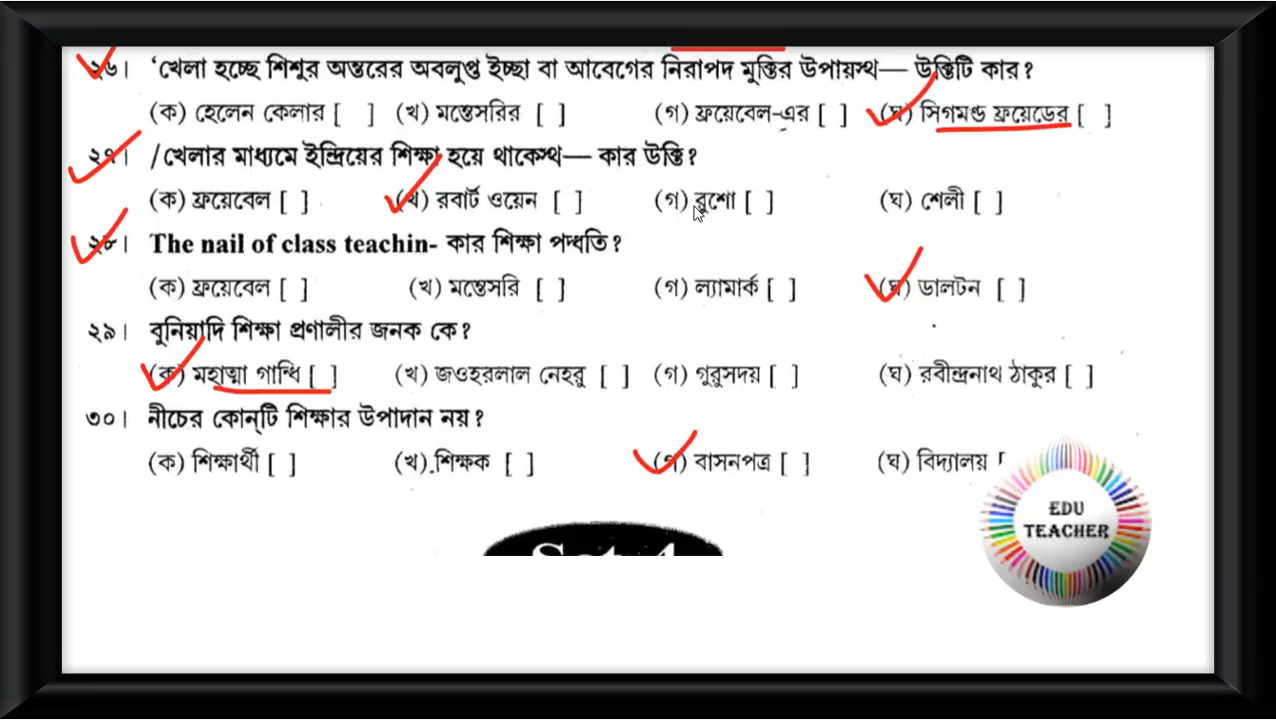 ২৬। 'খেলা হচ্ছে শিশুর অন্তরের অবলুপ্ত ইচ্ছা বা আবেগের নিরাপদ মুক্তির উপায়স্থ— উক্তিটি কার?
(ক) হেলেন কেলার [ ] (খ) মন্তেসরির [ ] (গ) ফ্রয়েবেল-এর [ ] (ঘ) সিগমণ্ড ফ্রয়েডের [ ]
২৭। /খেলার মাধ্যমে ইন্দ্রিয়ের শিক্ষা হয়ে থাকেস্থ— কার উক্তি?
(ক) ফ্রয়েবেল [ ] (খ) রবার্ট ওয়েন [ ] (গ) রুশো [ ] (ঘ) শেলী [ ]
২৮। The nail of class teachin- কার শিক্ষা পদ্ধতি?
(ক) ফ্রয়েবেল [ ] (খ) মন্তেসরি [ ] (গ) ল্যামার্ক [ ] (ঘ) ডালটন [ ]
২৯। বুনিয়াদি শিক্ষা প্রণালীর জনক কে?
(ক) মহাত্মা গান্ধি [ ] (খ) জওহরলাল নেহরু [ ] (গ) গুরুসদয় [ ] (ঘ) রবীন্দ্রনাথ ঠাকুর [ ]
৩০। নীচের কোন্‌টি শিক্ষার উপাদান নয়?
(ক) শিক্ষার্থী [ ] (খ) শিক্ষক [ ] (গ) বাসনপত্র [ ] (ঘ) বিদ্যালয় [
EDU
TEACHER